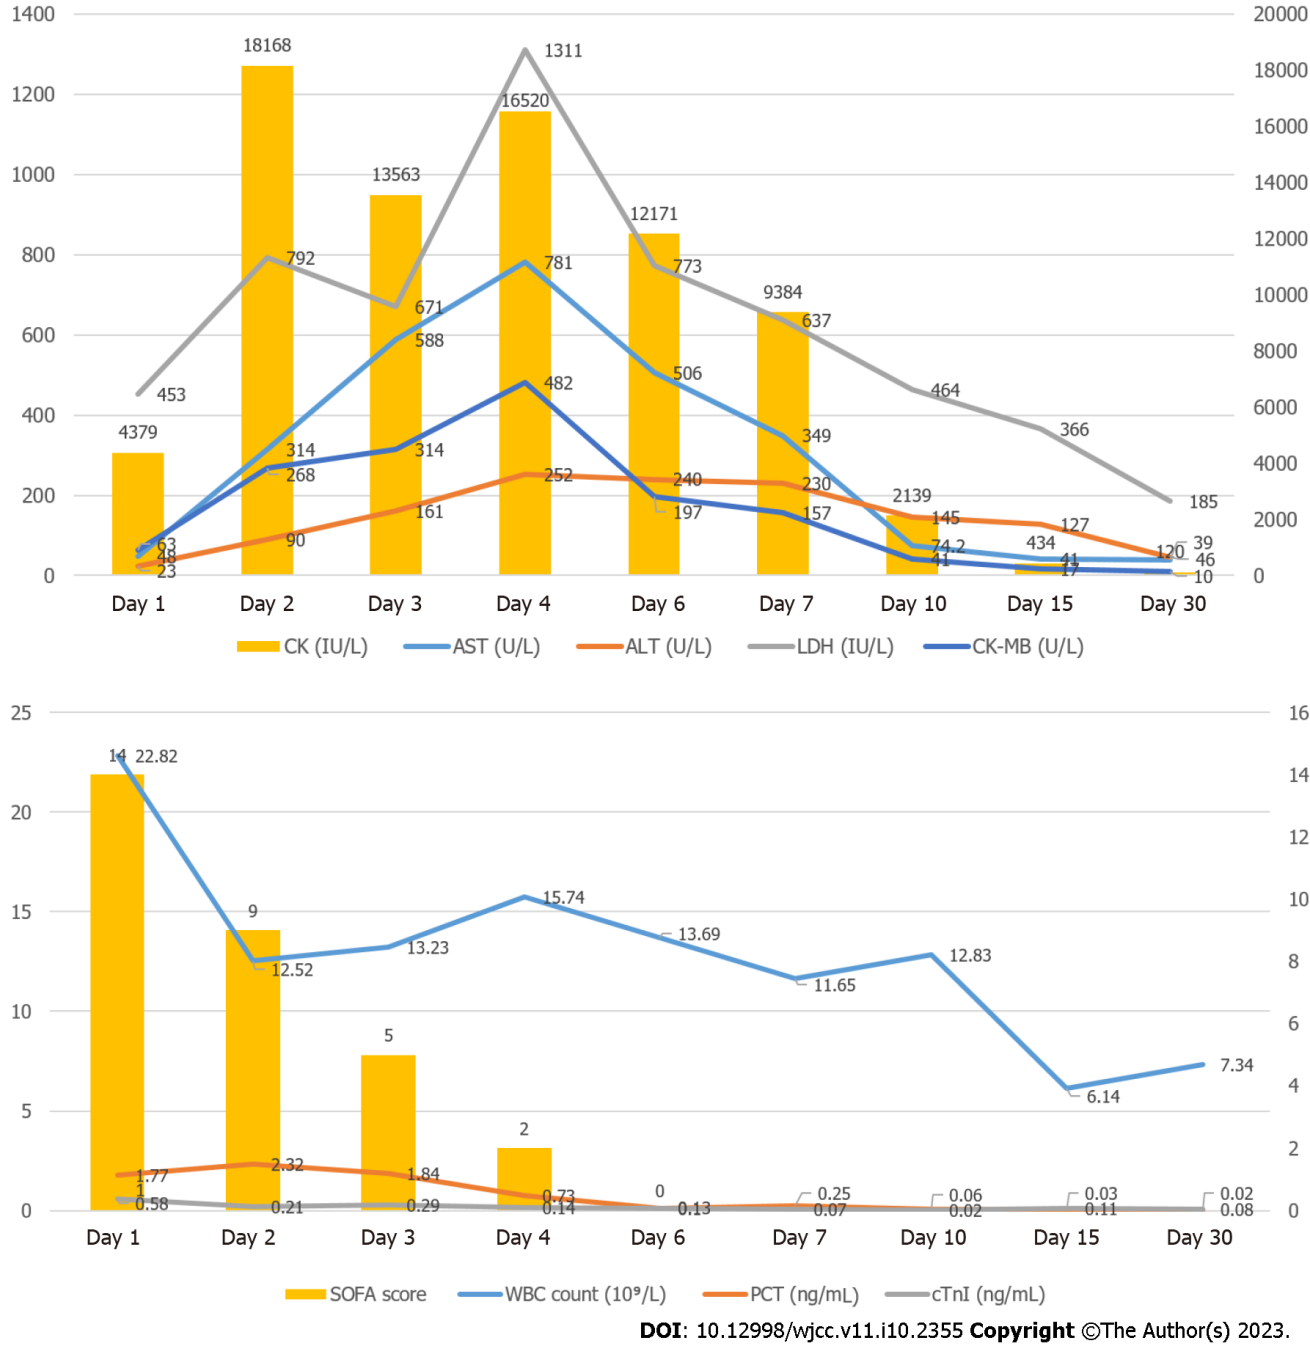 1400 20000
18168 1311
18000
1200 16520
16000
1000 13563 14000
12171
12000
800 792 781 773
9384 10000
671 637
600 588
506 8000
482 464
400 4379 349 366 6000
314 314
268 252 240 230 4000
200 161 197 157 2139 145 127 185
90 2000
63 74.2 434 120 39
48 41 41 46
23 17 10
0 0
Day 1 Day 2 Day 3 Day 4 Day 6 Day 7 Day 10 Day 15 Day 30
CK (IU/L) AST (U/L) ALT (U/L) LDH (IU/L) CK-MB (U/L)
25 16
14 22.82
14
20
12
9
15 15.74 10
13.23 13.69 12.83
12.52 11.65 8
10
5 6
7.34
6.14 4
5
2
2.32 2
1.77 1.84
1 0.73 0 0.25 0.06 0.03 0.02
0.58 0.21 0.29 0.14 0.13 0.07 0.02 0.11 0.08
0 0
Day 1 Day 2 Day 3 Day 4 Day 6 Day 7 Day 10 Day 15 Day 30
SOFA score WBC count (10⁹/L) PCT (ng/mL) cTnI (ng/mL)
DOI: 10.12998/wjcc.v11.i10.2355 Copyright ©The Author(s) 2023.